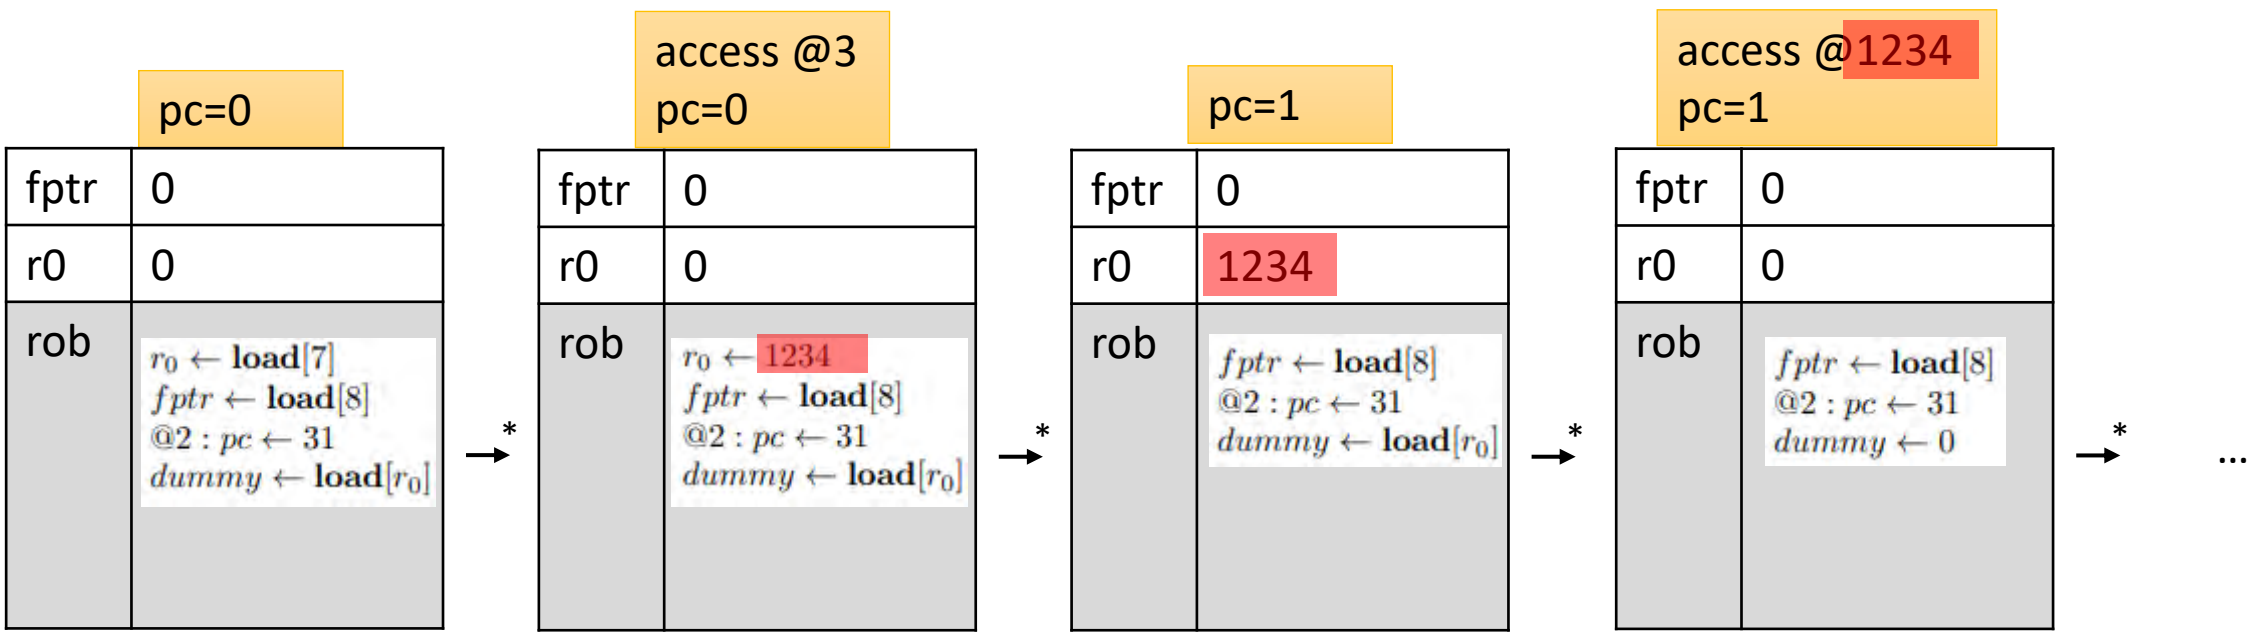 pc=0
fptr 0
r0 0
rob
r₀ ← load[7]
fptr ← load[8]
@2 : pc ← 31
dummy ← load[r₀]
→*
access @3
pc=0
fptr 0
r0 0
rob
r₀ ← 1234
fptr ← load[8]
@2 : pc ← 31
dummy ← load[r₀]
→*
pc=1
fptr 0
r0 1234
rob
fptr ← load[8]
@2 : pc ← 31
dummy ← load[r₀]
→*
access @1234
pc=1
fptr 0
r0 0
rob
fptr ← load[8]
@2 : pc ← 31
dummy ← 0
→*
...